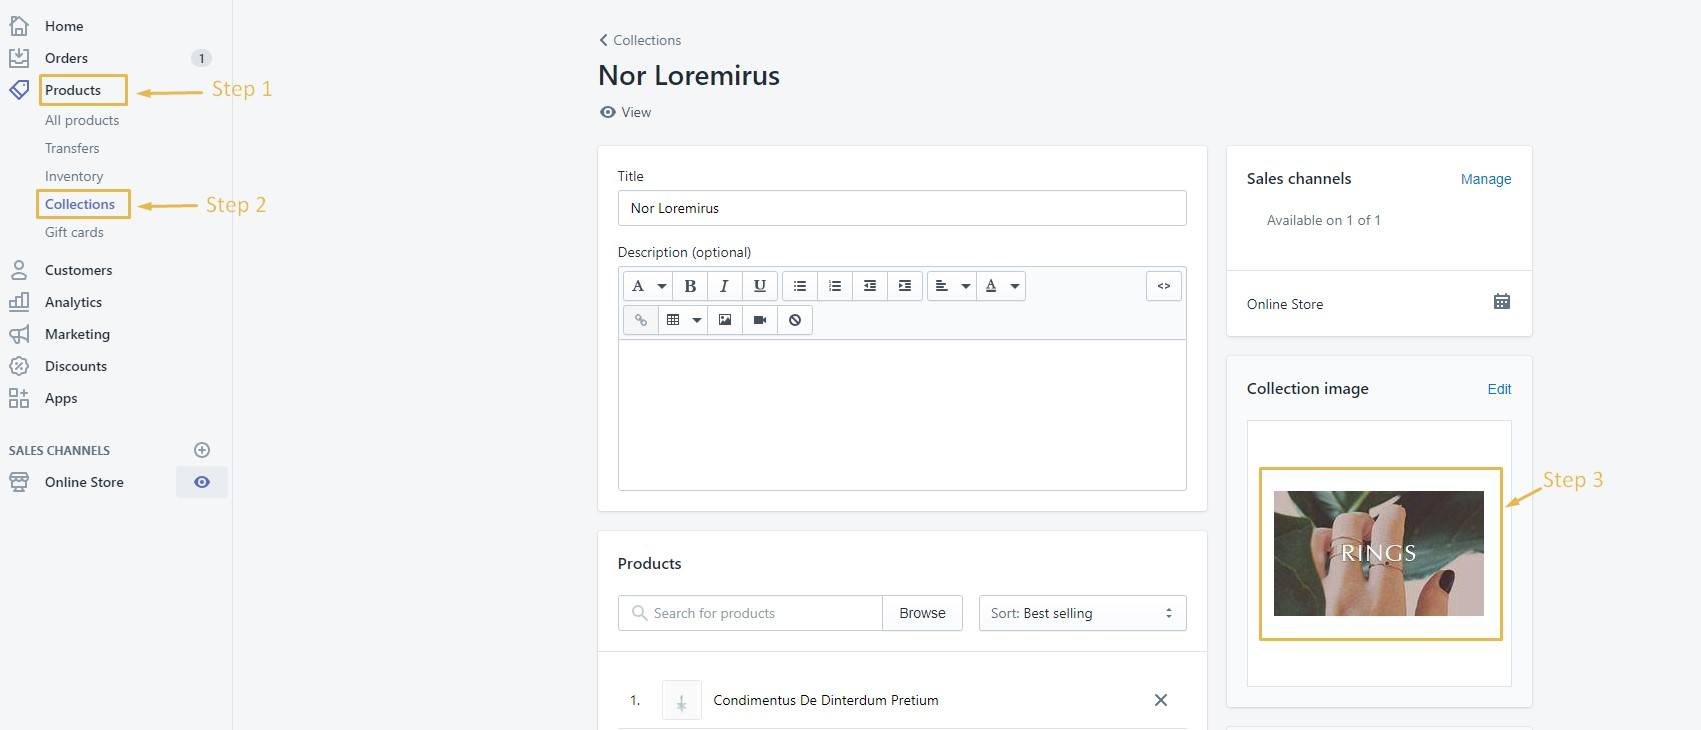 Home
Orders 1
Products
Step 1
All products
Transfers
Inventory
Collections
Step 2
Gift cards
Customers
Analytics
Marketing
Discounts
Apps
SALES CHANNELS
Online Store
Collections
Nor Loremirus
View
Title
Nor Loremirus
Description (optional)
A B I U A <>
Products
Search for products Browse Sort: Best selling
1. Condimentus De Dinterdum Pretium
Sales channels Manage
Available on 1 of 1
Online Store
Collection image Edit
RINGS
Step 3